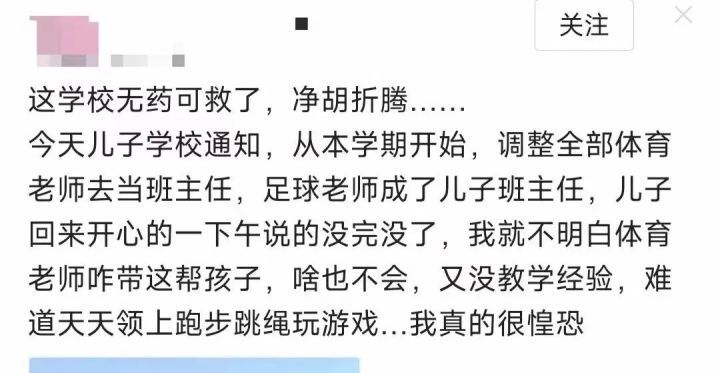 关注
这学校无药可救了，净胡折腾……
今天儿子学校通知，从本学期开始，调整全部体育
老师去当班主任，足球老师成了儿子班主任，儿子
回来开心的一下午说的没完没了，我就不明白体育
老师咋带这帮孩子，啥也不会，又没教学经验，难
道天天领上跑步跳绳玩游戏...我真的很惶恐